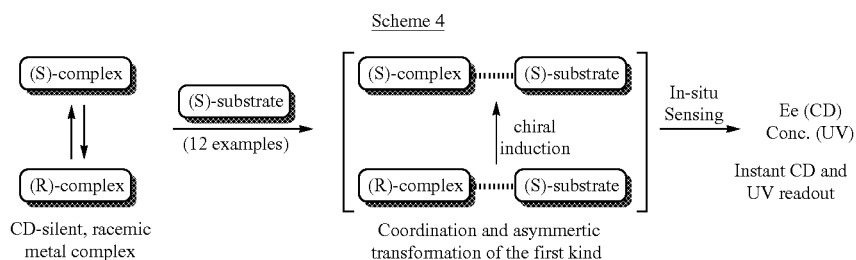 Scheme 4
(S)-complex
(R)-complex
CD-silent, racemic
metal complex
(S)-substrate
(12 examples)
(S)-complex
(S)-substrate
chiral
induction
(R)-complex
(S)-substrate
Coordination and asymmertic
transformation of the first kind
In-situ
Sensing
Ee (CD)
Conc. (UV)
Instant CD and
UV readout